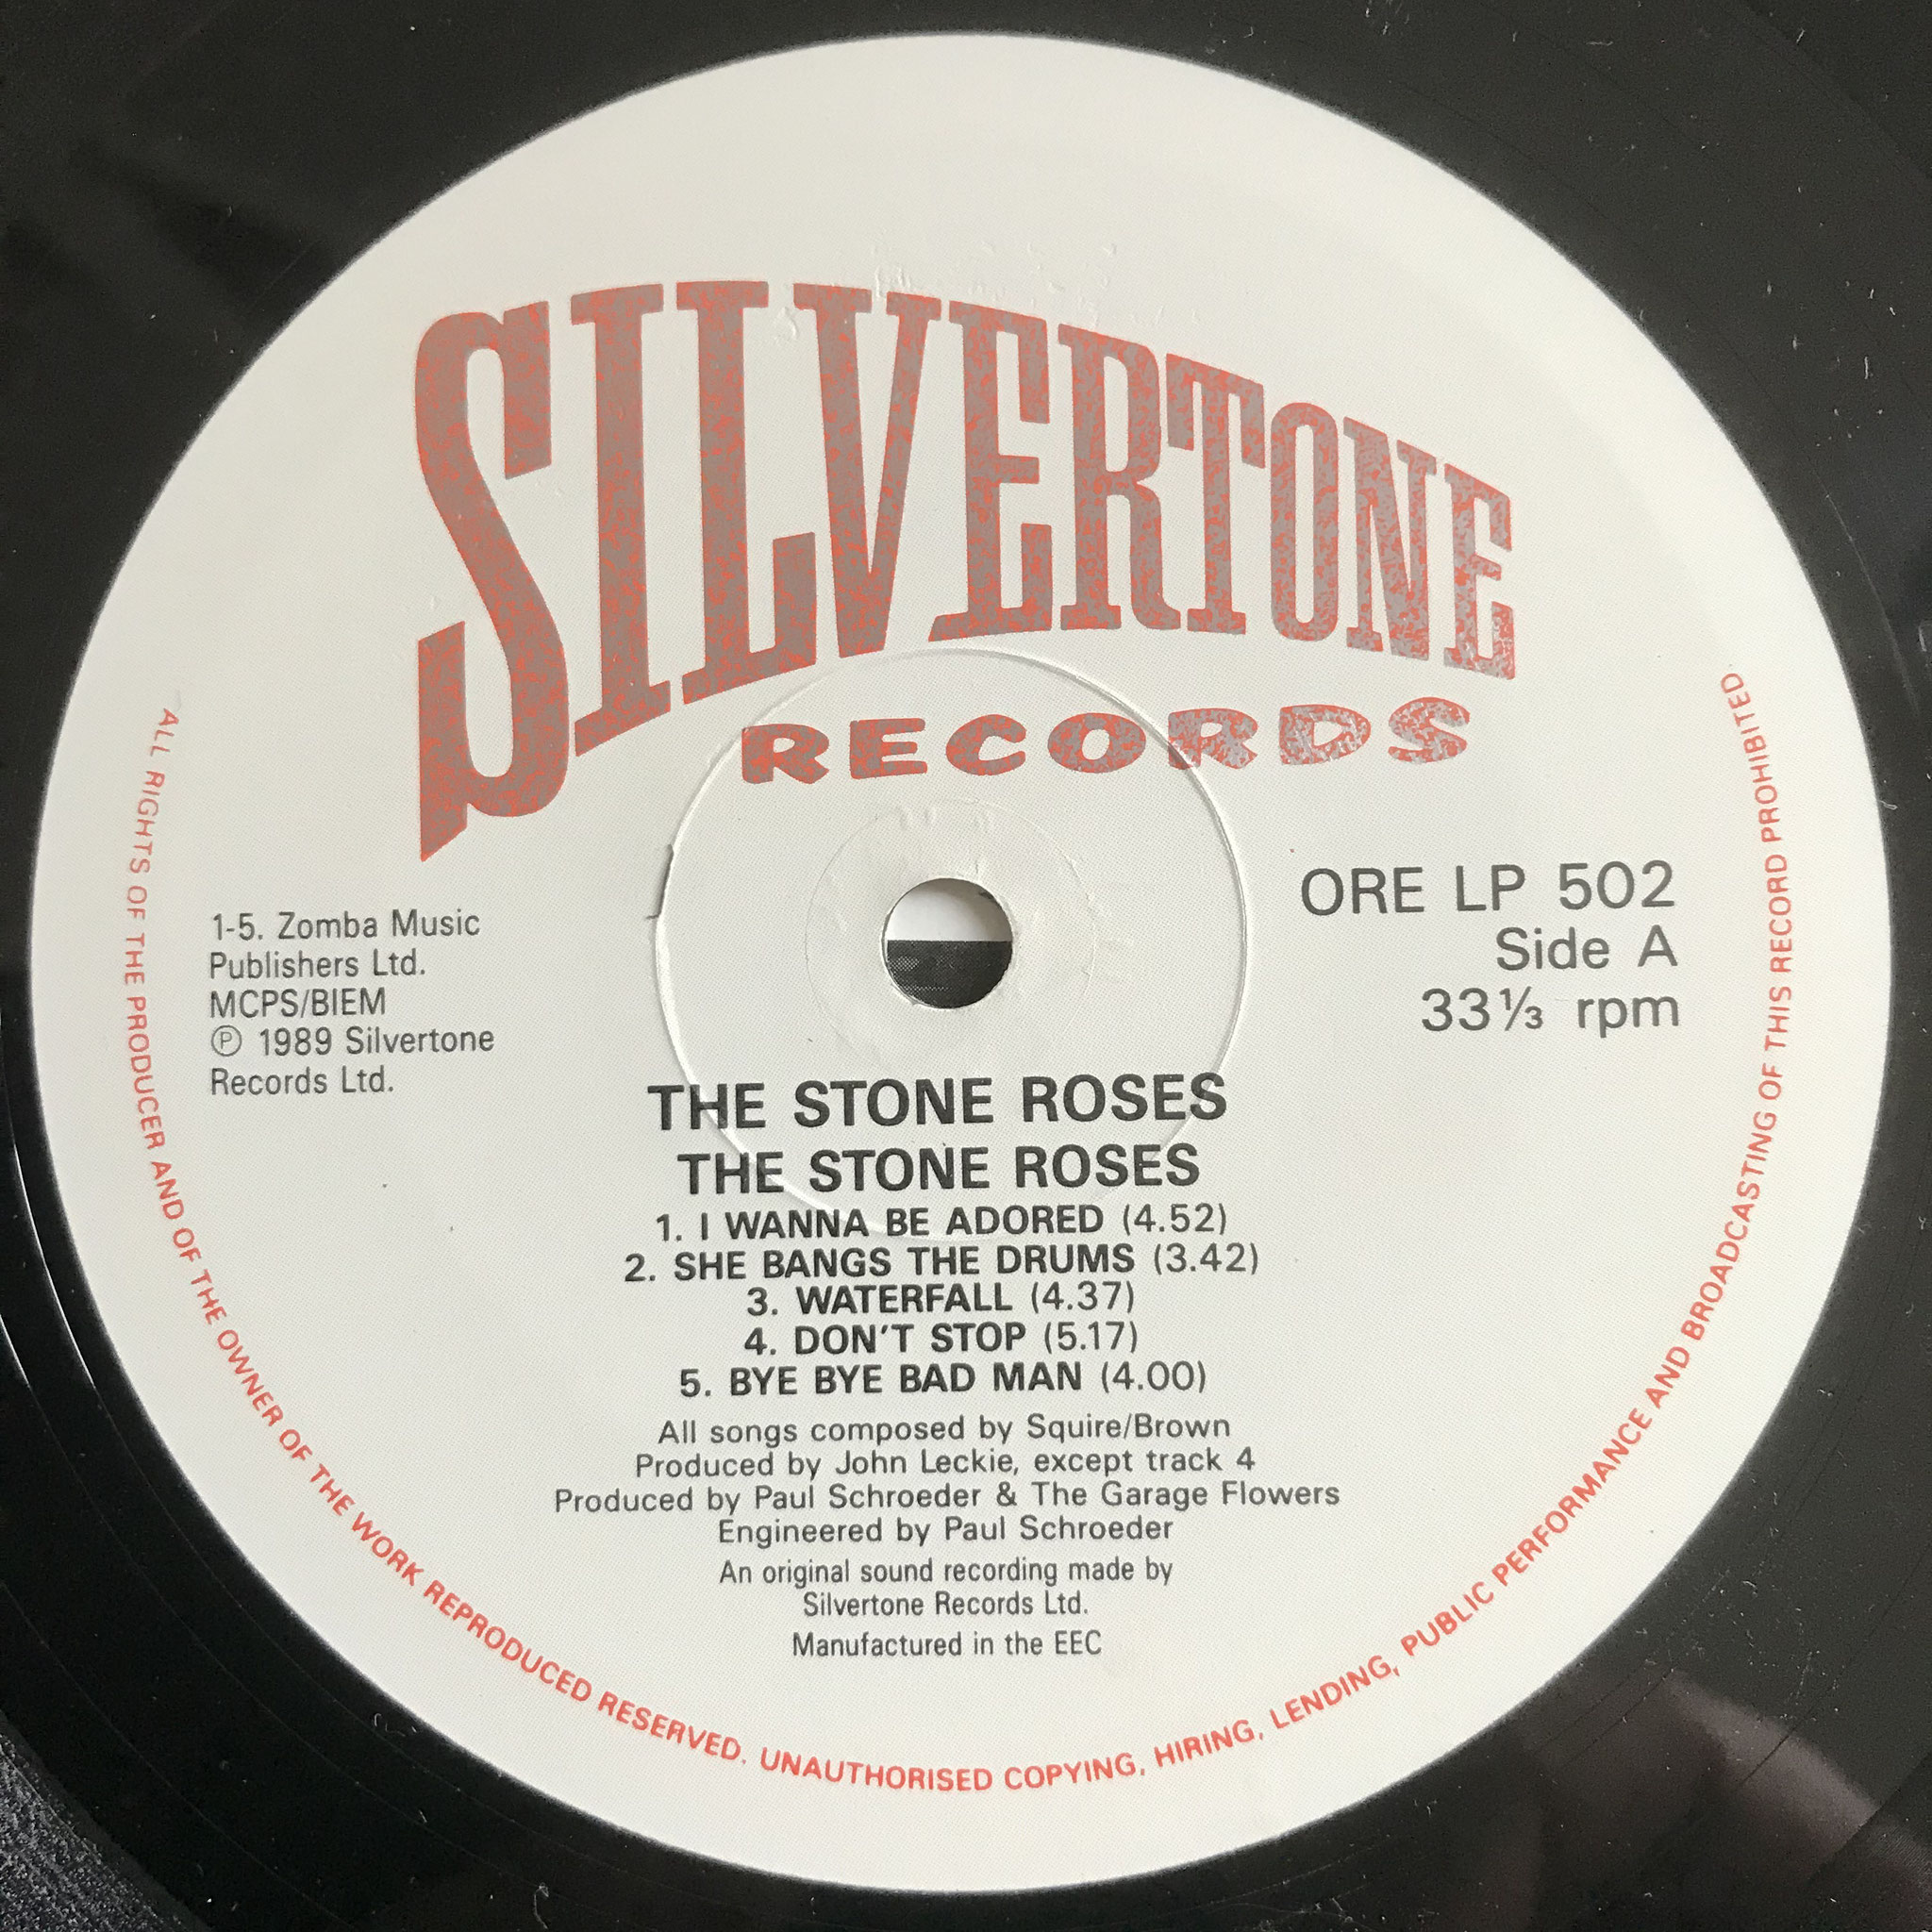 SILVERTONE
RECORDS
1-5. Zomba Music
Publishers Ltd.
MCPS/BIEM
Ⓟ 1989 Silvertone
Records Ltd.
ORE LP 502
Side A
33⅓ rpm
THE STONE ROSES
THE STONE ROSES
1. I WANNA BE ADORED (4.52)
2. SHE BANGS THE DRUMS (3.42)
3. WATERFALL (4.37)
4. DON'T STOP (5.17)
5. BYE BYE BAD MAN (4.00)
All songs composed by Squire/Brown
Produced by John Leckie, except track 4
Produced by Paul Schroeder & The Garage Flowers
Engineered by Paul Schroeder
An original sound recording made by
Silvertone Records Ltd.
Manufactured in the EEC
ALL RIGHTS OF THE PRODUCER AND OF THE OWNER OF THE WORK REPRODUCED RESERVED. UNAUTHORISED COPYING, HIRING, LENDING, PUBLIC PERFORMANCE AND BROADCASTING OF THIS RECORD PROHIBITED